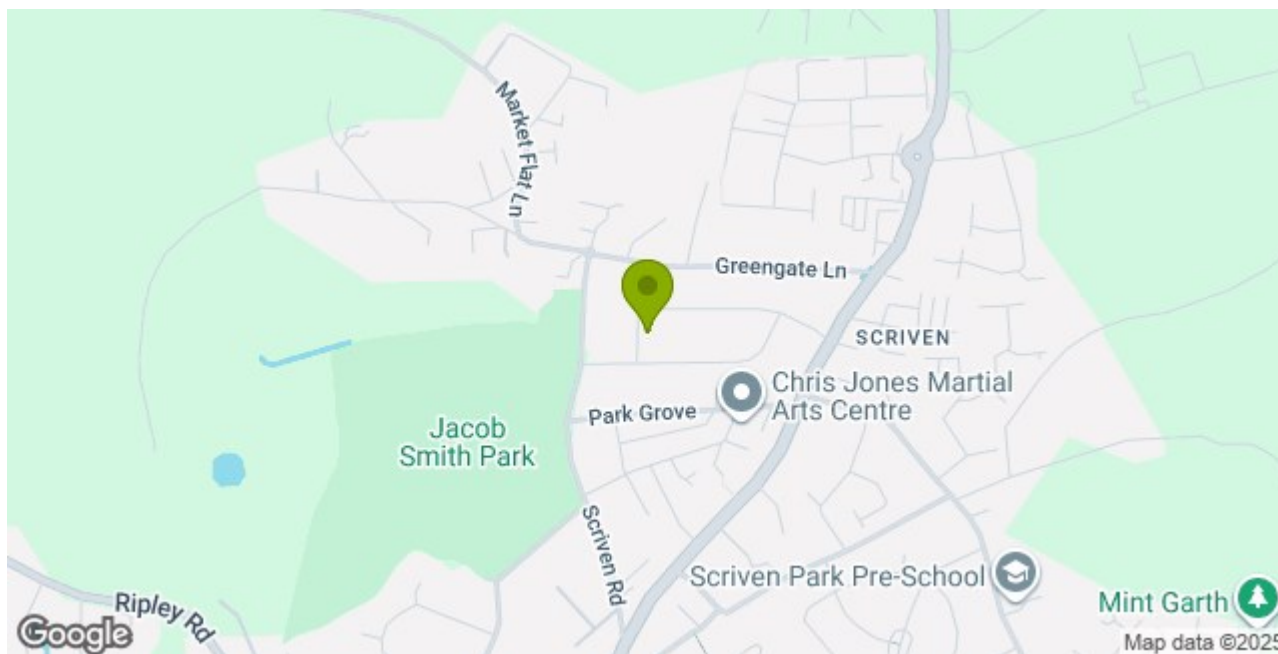 Market Flat Ln
Greengate Ln
SCRIVEN
Chris Jones Martial
Arts Centre
Park Grove
Jacob
Smith Park
Scriven Rd
Scriven Park Pre-School
Ripley Rd
Mint Garth
Google
Map data ©2025